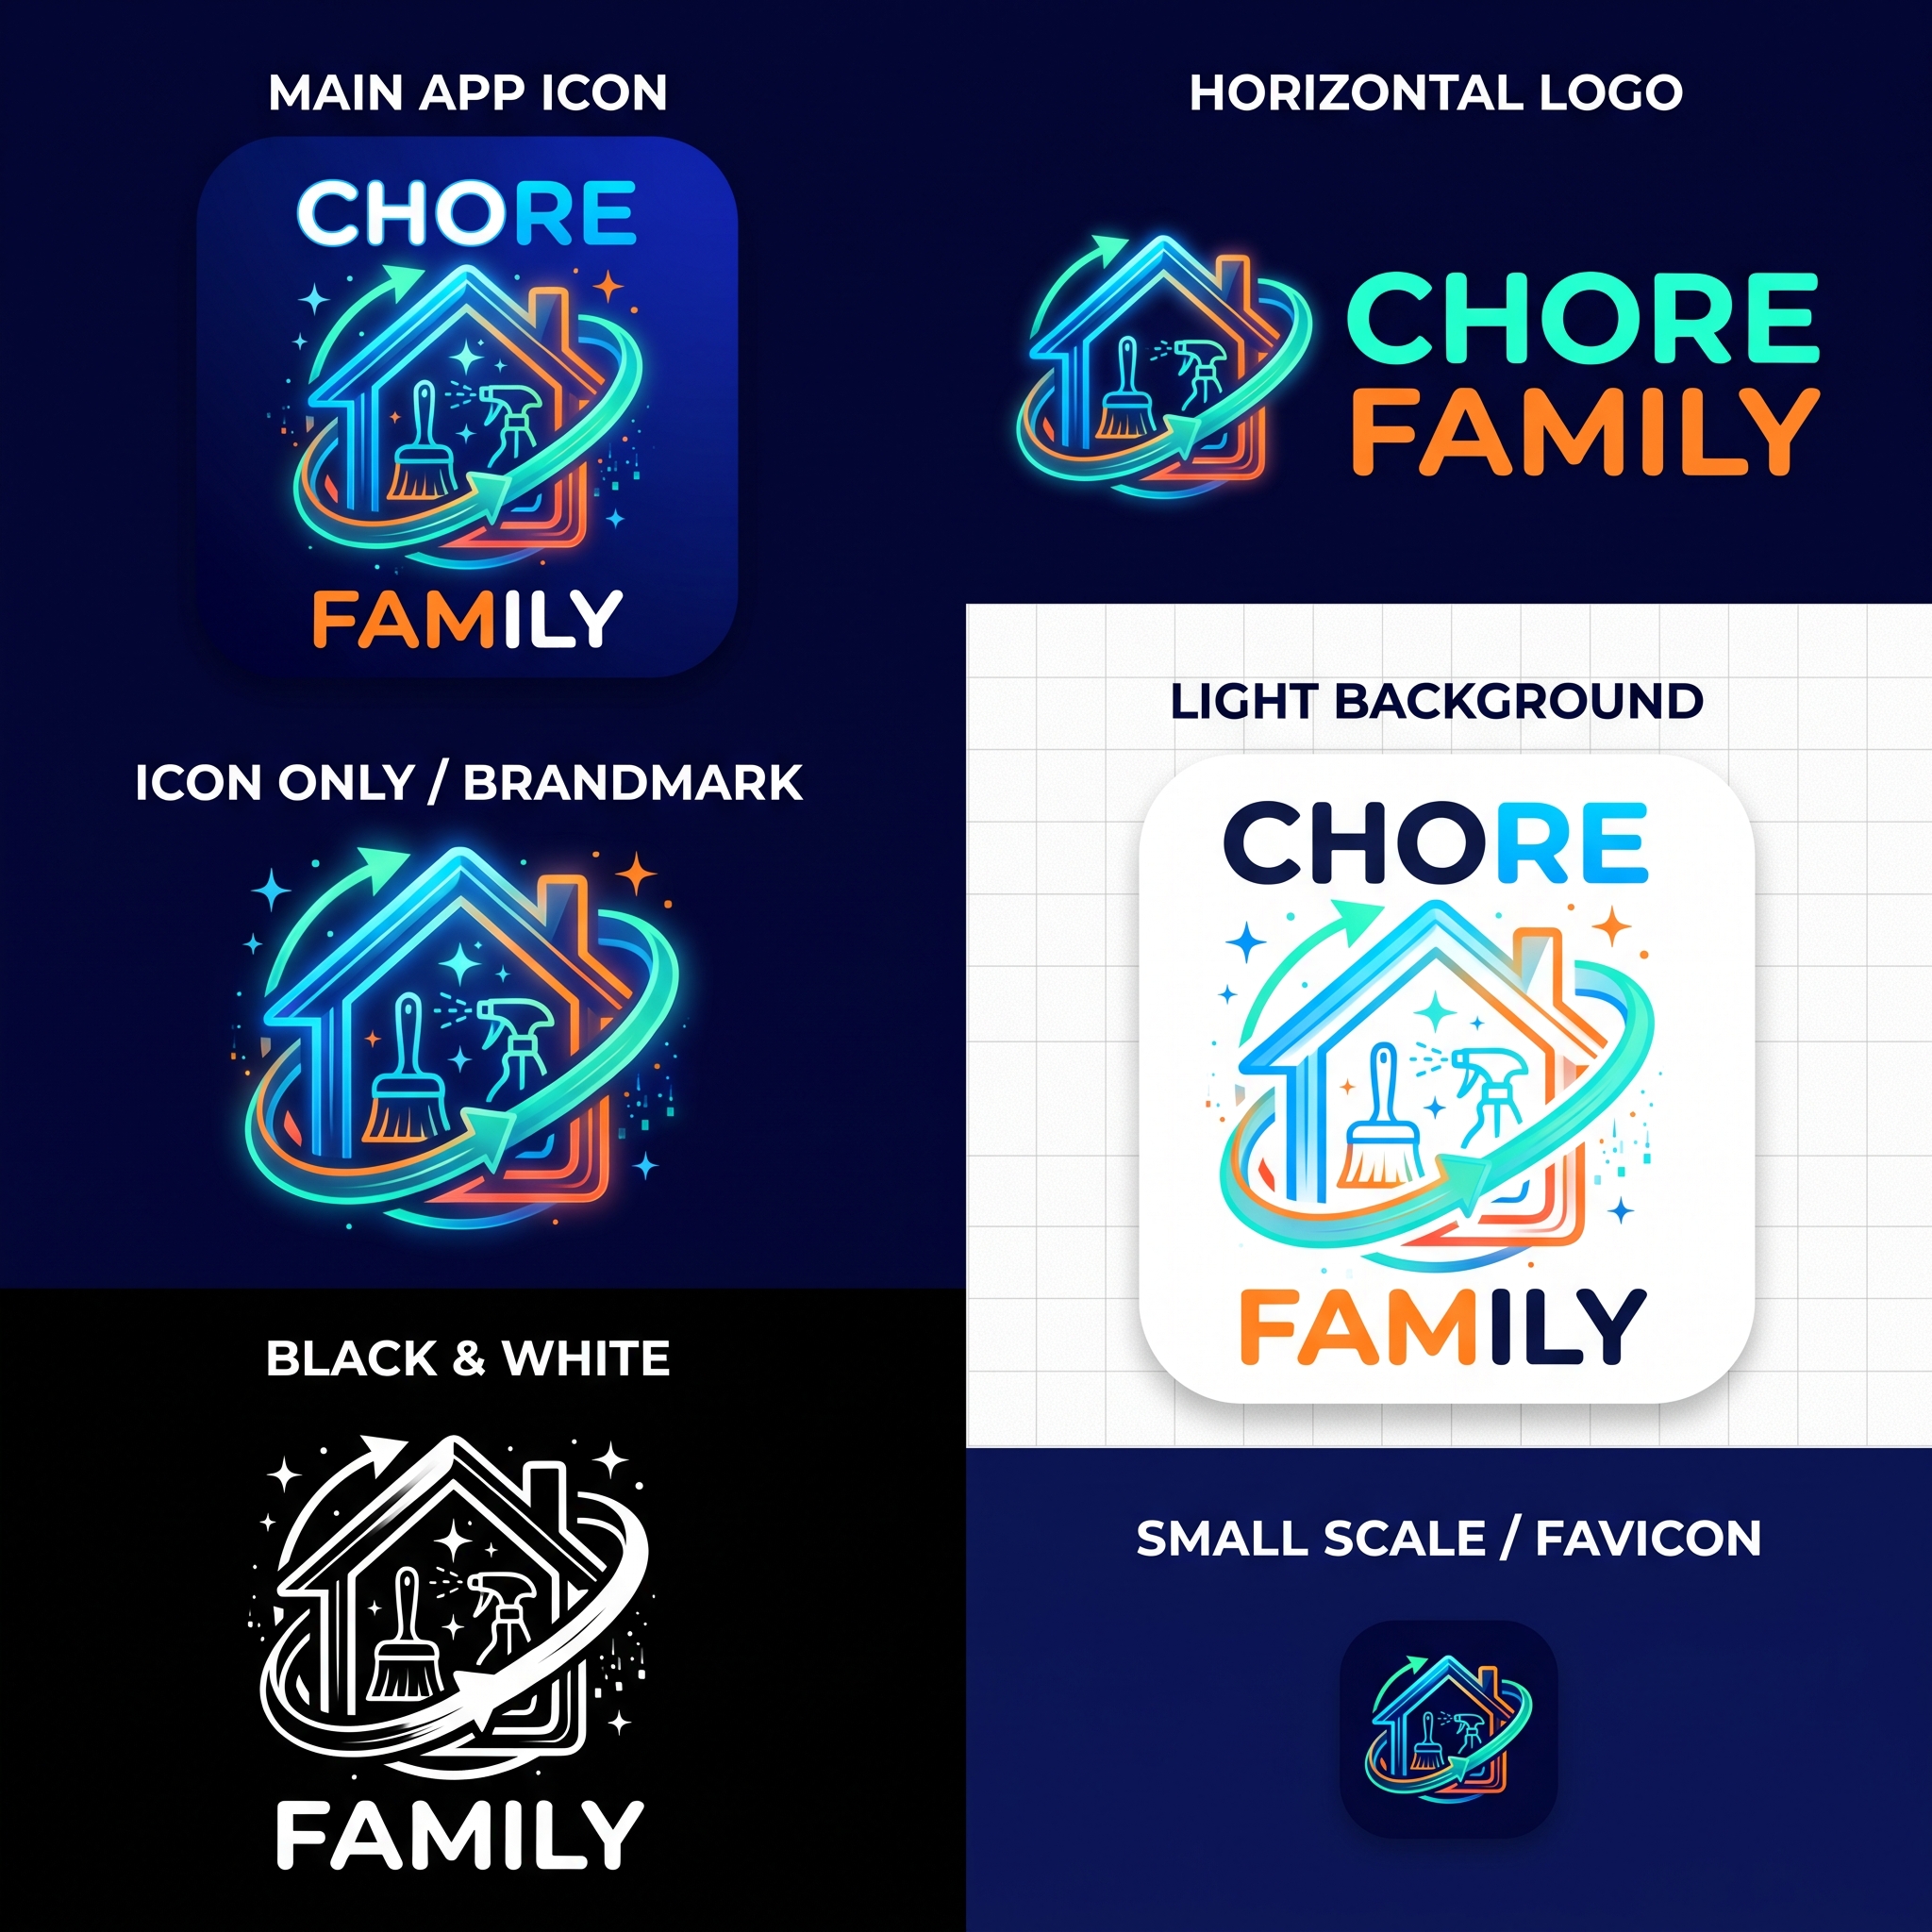 MAIN APP ICON
CHORE
FAMILY
HORIZONTAL LOGO
CHORE
FAMILY
ICON ONLY / BRANDMARK
LIGHT BACKGROUND
CHORE
FAMILY
BLACK & WHITE
FAMILY
SMALL SCALE / FAVICON